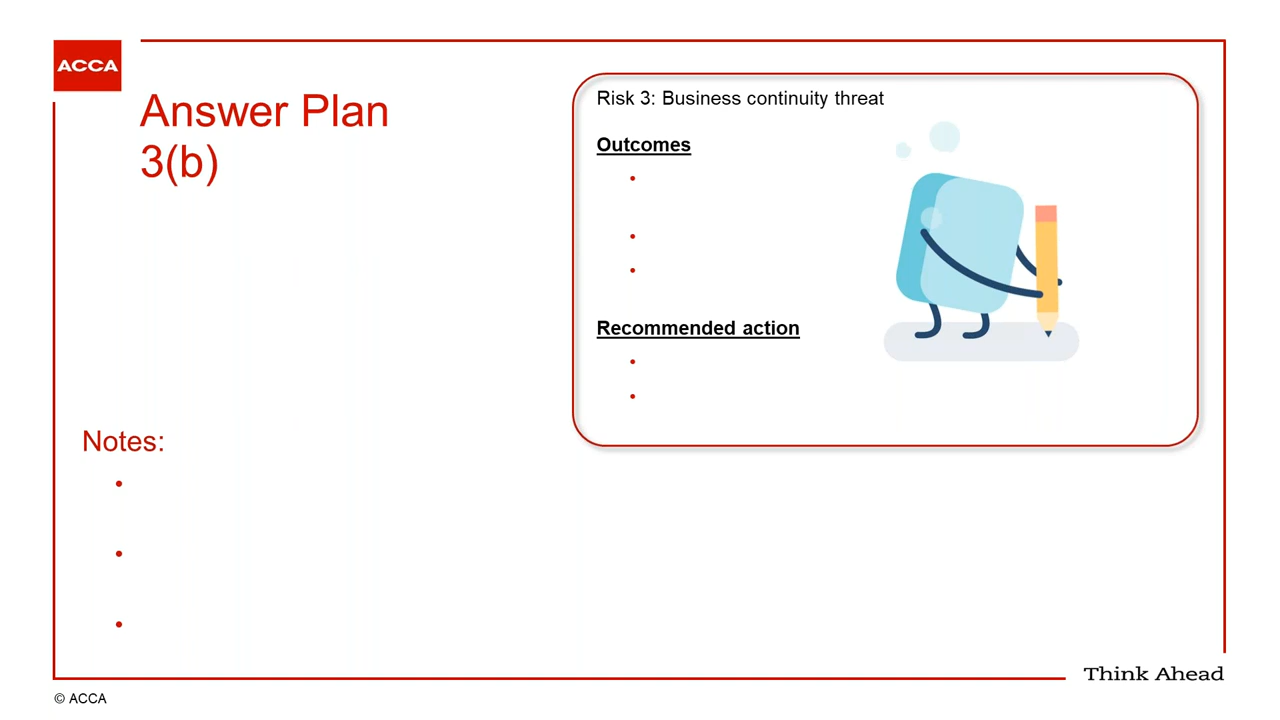 ACCA
Answer Plan
3(b)
Risk 3: Business continuity threat
Outcomes
Recommended action
Notes:
Think Ahead
© ACCA